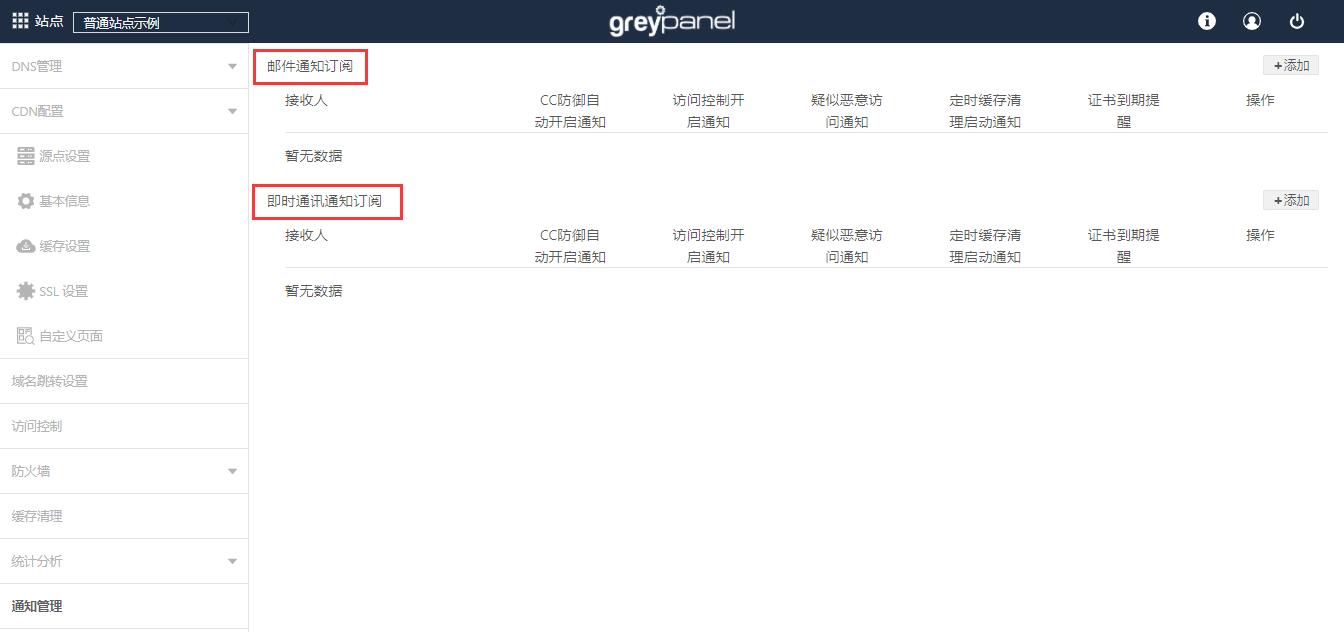 站点 普通站点示例 greypanel
DNS管理
CDN配置
源点设置
基本信息
缓存设置
SSL 设置
自定义页面
域名跳转设置
访问控制
防火墙
缓存清理
统计分析
通知管理
邮件通知订阅 +添加
接收人 CC防御自 访问控制开 疑似恶意访 定时缓存清 证书到期提 操作
动开启通知 启通知 问通知 理启动通知 醒
暂无数据
即时通讯通知订阅 +添加
接收人 CC防御自 访问控制开 疑似恶意访 定时缓存清 证书到期提 操作
动开启通知 启通知 问通知 理启动通知 醒
暂无数据